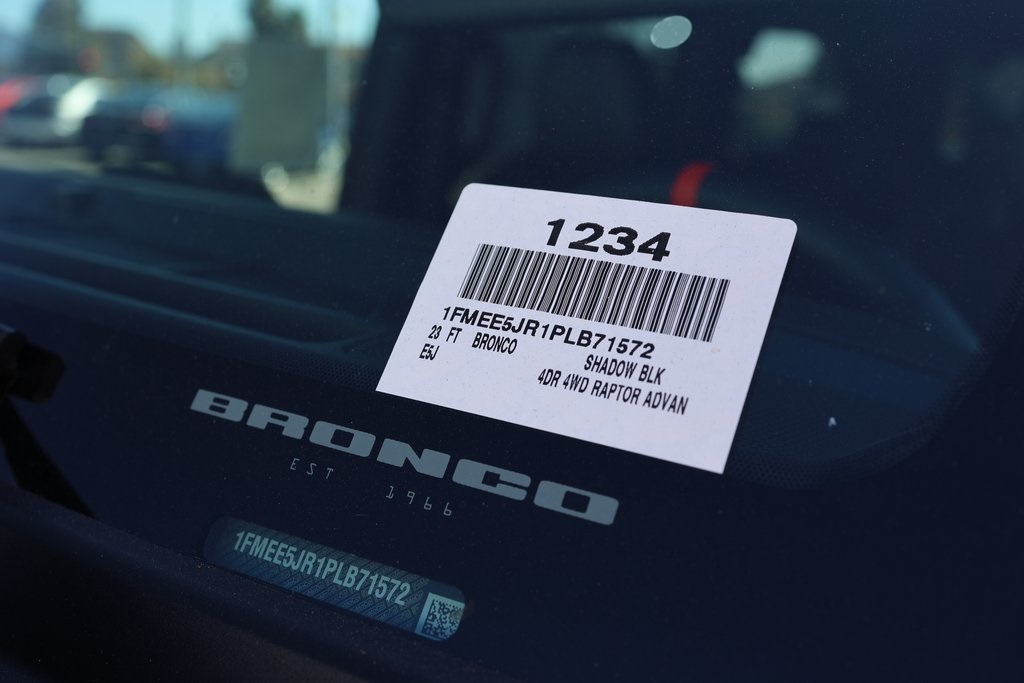 1234
1FMEE5JR1PLB71572
23 FT BRONCO SHADOW BLK
E5J 4DR 4WD RAPTOR ADVAN
BRONCO
EST 1966
1FMEE5JR1PLB71572